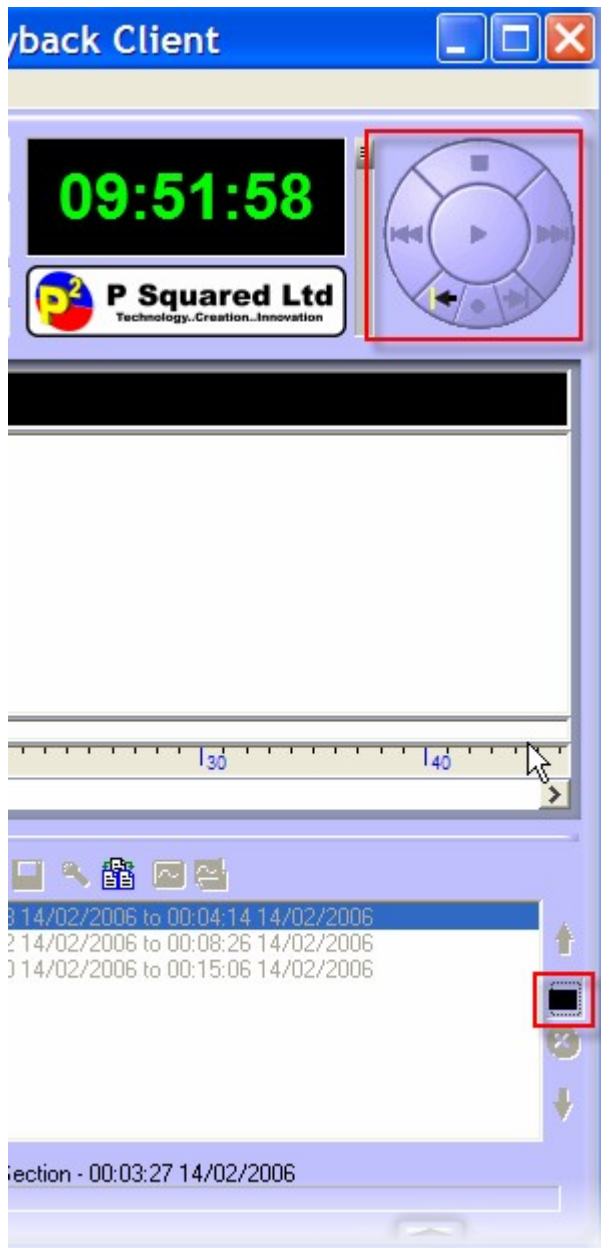 yback Client
09:51:58
P² P Squared Ltd
Technology..Creation..Innovation
30 40
14/02/2006 to 00:04:14 14/02/2006
2 14/02/2006 to 00:08:26 14/02/2006
14/02/2006 to 00:15:06 14/02/2006
ection - 00:03:27 14/02/2006